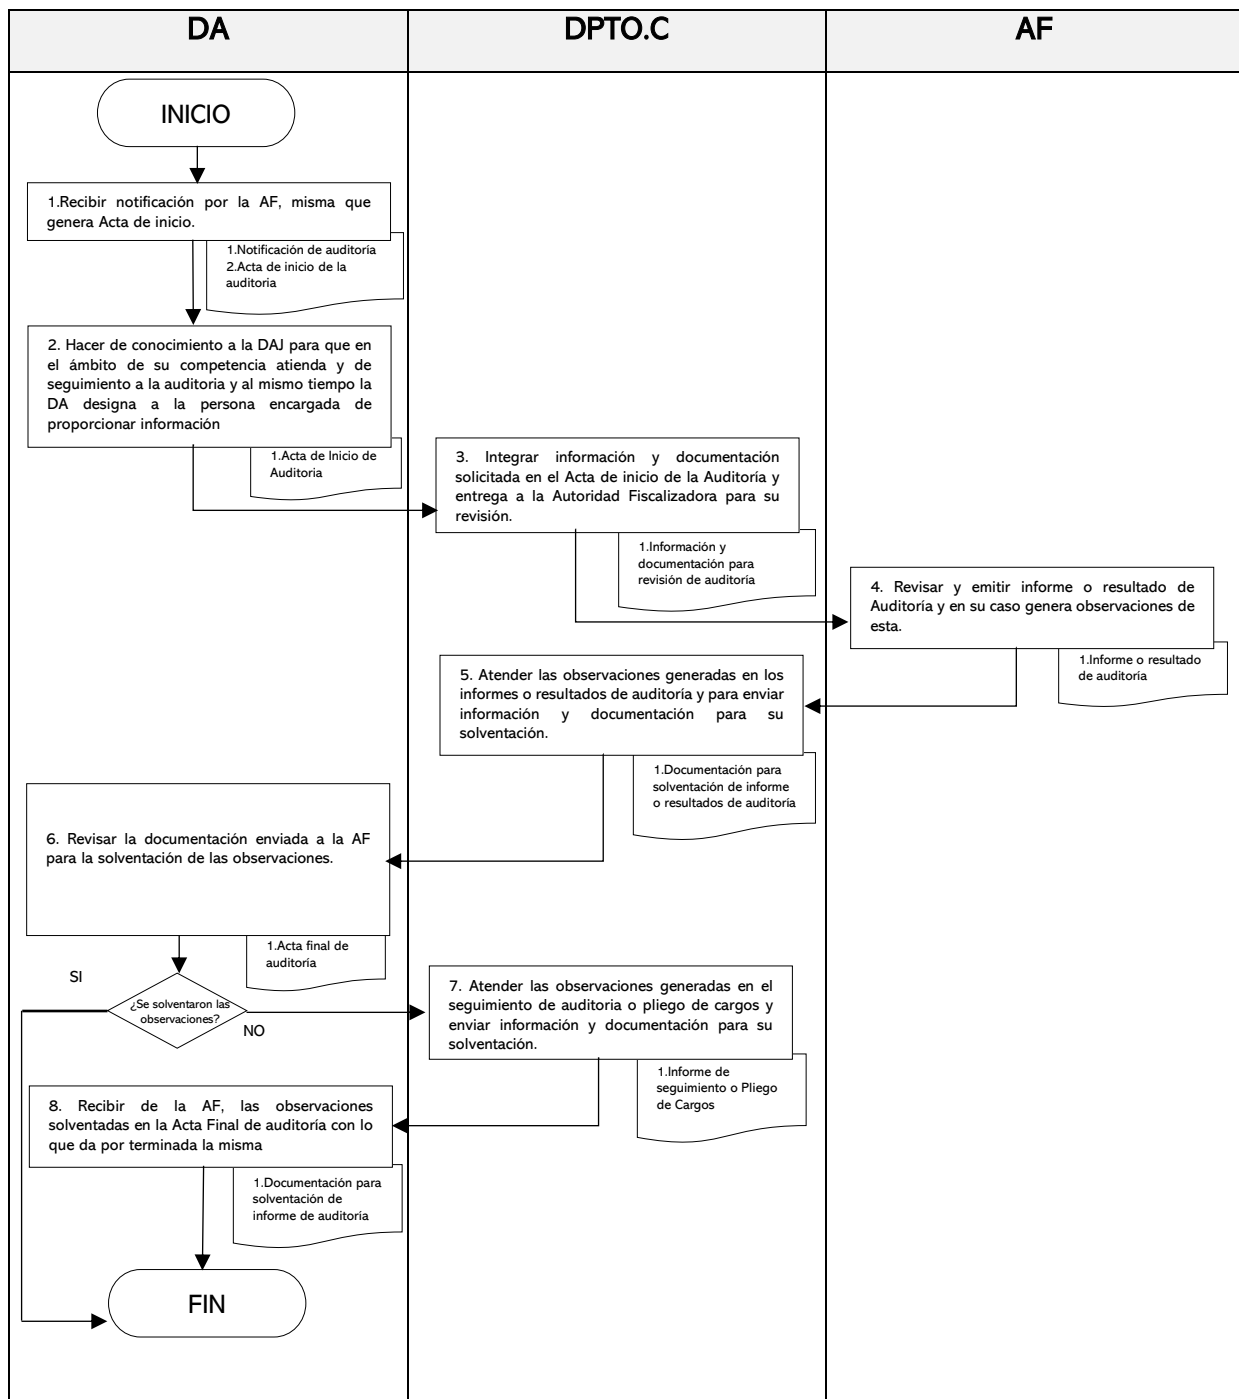 DA
DPTO.C
AF
INICIO
1.Recibir notificación por la AF, misma que
genera Acta de inicio.
1.Notificación de auditoría
2.Acta de inicio de la
auditoria
2. Hacer de conocimiento a la DAJ para que en
el ámbito de su competencia atienda y de
seguimiento a la auditoria y al mismo tiempo la
DA designa a la persona encargada de
proporcionar información
1.Acta de Inicio de
Auditoria
3. Integrar información y documentación
solicitada en el Acta de inicio de la Auditoría y
entrega a la Autoridad Fiscalizadora para su
revisión.
1.Información y
documentación para
revisión de auditoría
4. Revisar y emitir informe o resultado de
Auditoría y en su caso genera observaciones de
esta.
1.Informe o resultado
de auditoría
5. Atender las observaciones generadas en los
informes o resultados de auditoría y para enviar
información y documentación para su
solventación.
1.Documentación para
solventación de informe
o resultados de auditoría
6. Revisar la documentación enviada a la AF
para la solventación de las observaciones.
1.Acta final de
auditoría
SI
¿Se solventaron las
observaciones?
NO
7. Atender las observaciones generadas en el
seguimiento de auditoria o pliego de cargos y
enviar información y documentación para su
solventación.
1.Informe de
seguimiento o Pliego
de Cargos
8. Recibir de la AF, las observaciones
solventadas en la Acta Final de auditoría con lo
que da por terminada la misma
1.Documentación para
solventación de
informe de auditoría
FIN